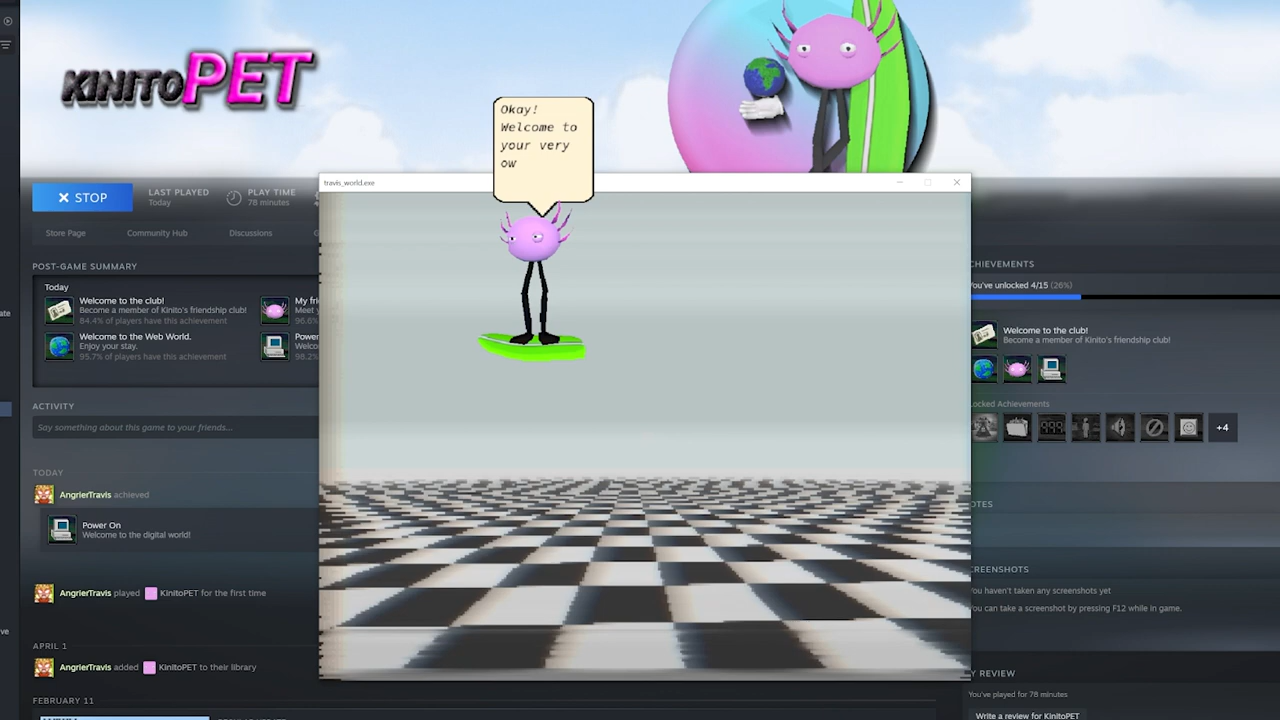 KINITOPET
Okay!
Welcome to
your very
ow
travis_world.exe
STOP
LAST PLAYED
Today
PLAY TIME
78 minutes
Store Page
Community Hub
Discussions
G
POST-GAME SUMMARY
Today
Welcome to the club!
Become a member of Kinito's friendship club!
84.4% of players have this achievement
My frie
Meet y
96.6%
Welcome to the Web World.
Enjoy your stay.
95.7% of players have this achievement
Power
Welco
98.2%
ate
ACTIVITY
Say something about this game to your friends...
TODAY
AngrierTravis achieved
Power On
Welcome to the digital world!
AngrierTravis played KinitoPET for the first time
ve
APRIL 1
AngrierTravis added KinitoPET to their library
FEBRUARY 11
CHIEVEMENTS
You've unlocked 4/15 (26%)
Welcome to the club!
Become a member of Kinito's friendship club!
Locked Achievements
999
+4
OTES
CREENSHOTS
You haven't taken any screenshots yet
You can take a screenshot by pressing F12 while in game.
Y REVIEW
You've played for 78 minutes
Write a review for KinitoPET